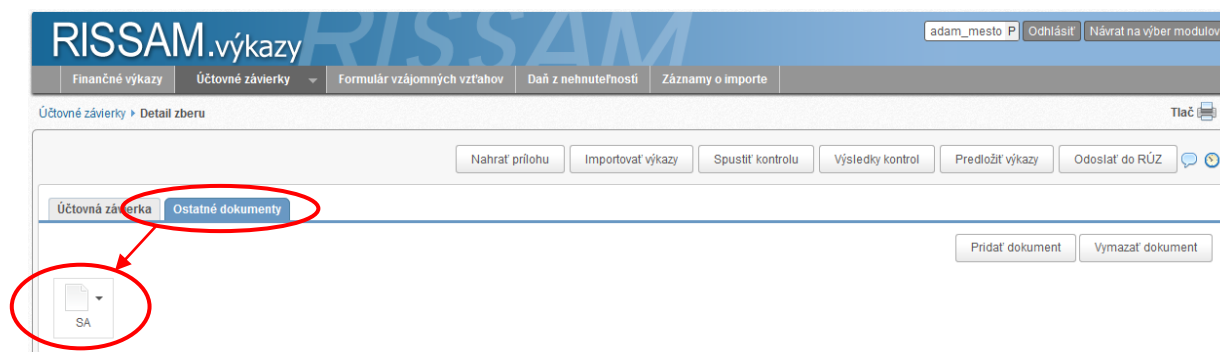 RISSAM.výkazy RISSAM
adam_mesto P Odhlásiť Návrat na výber modulov
Finančné výkazy Účtovné závierky Formulár vzájomných vzťahov Daň z nehnuteľností Záznamy o importe
Účtovné závierky Detail zberu Tlač
Nahrať prílohu Importovať výkazy Spustiť kontrolu Výsledky kontrol Predložiť výkazy Odoslať do RÚZ
Účtovná závierka Ostatné dokumenty
Pridať dokument Vymazať dokument
SA